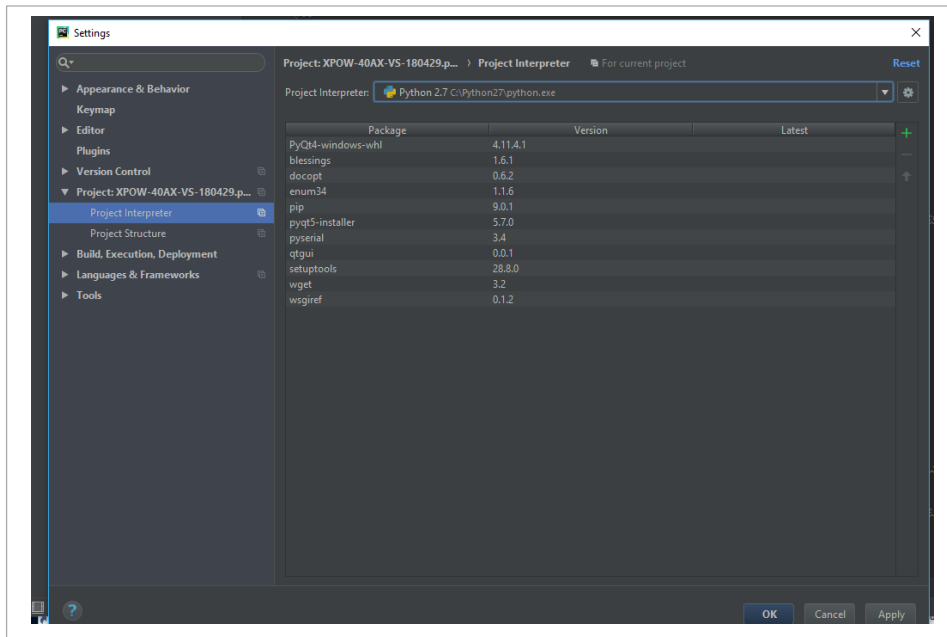 PC
Settings
Project: XPOW-40AX-VS-180429.p... › Project Interpreter For current project Reset
Appearance & Behavior
Project Interpreter: Python 2.7 C:\Python27\python.exe
Keymap
Editor
Plugins
Version Control
Project: XPOW-40AX-VS-180429.p...
Project Interpreter
Project Structure
Build, Execution, Deployment
Languages & Frameworks
Tools
Package Version Latest
PyQt4-windows-whl 4.11.4.1
blessings 1.6.1
docopt 0.6.2
enum34 1.1.6
pip 9.0.1
pyqt5-installer 5.7.0
pyserial 3.4
qtgui 0.0.1
setuptools 28.8.0
wget 3.2
wsgiref 0.1.2
? OK Cancel Apply